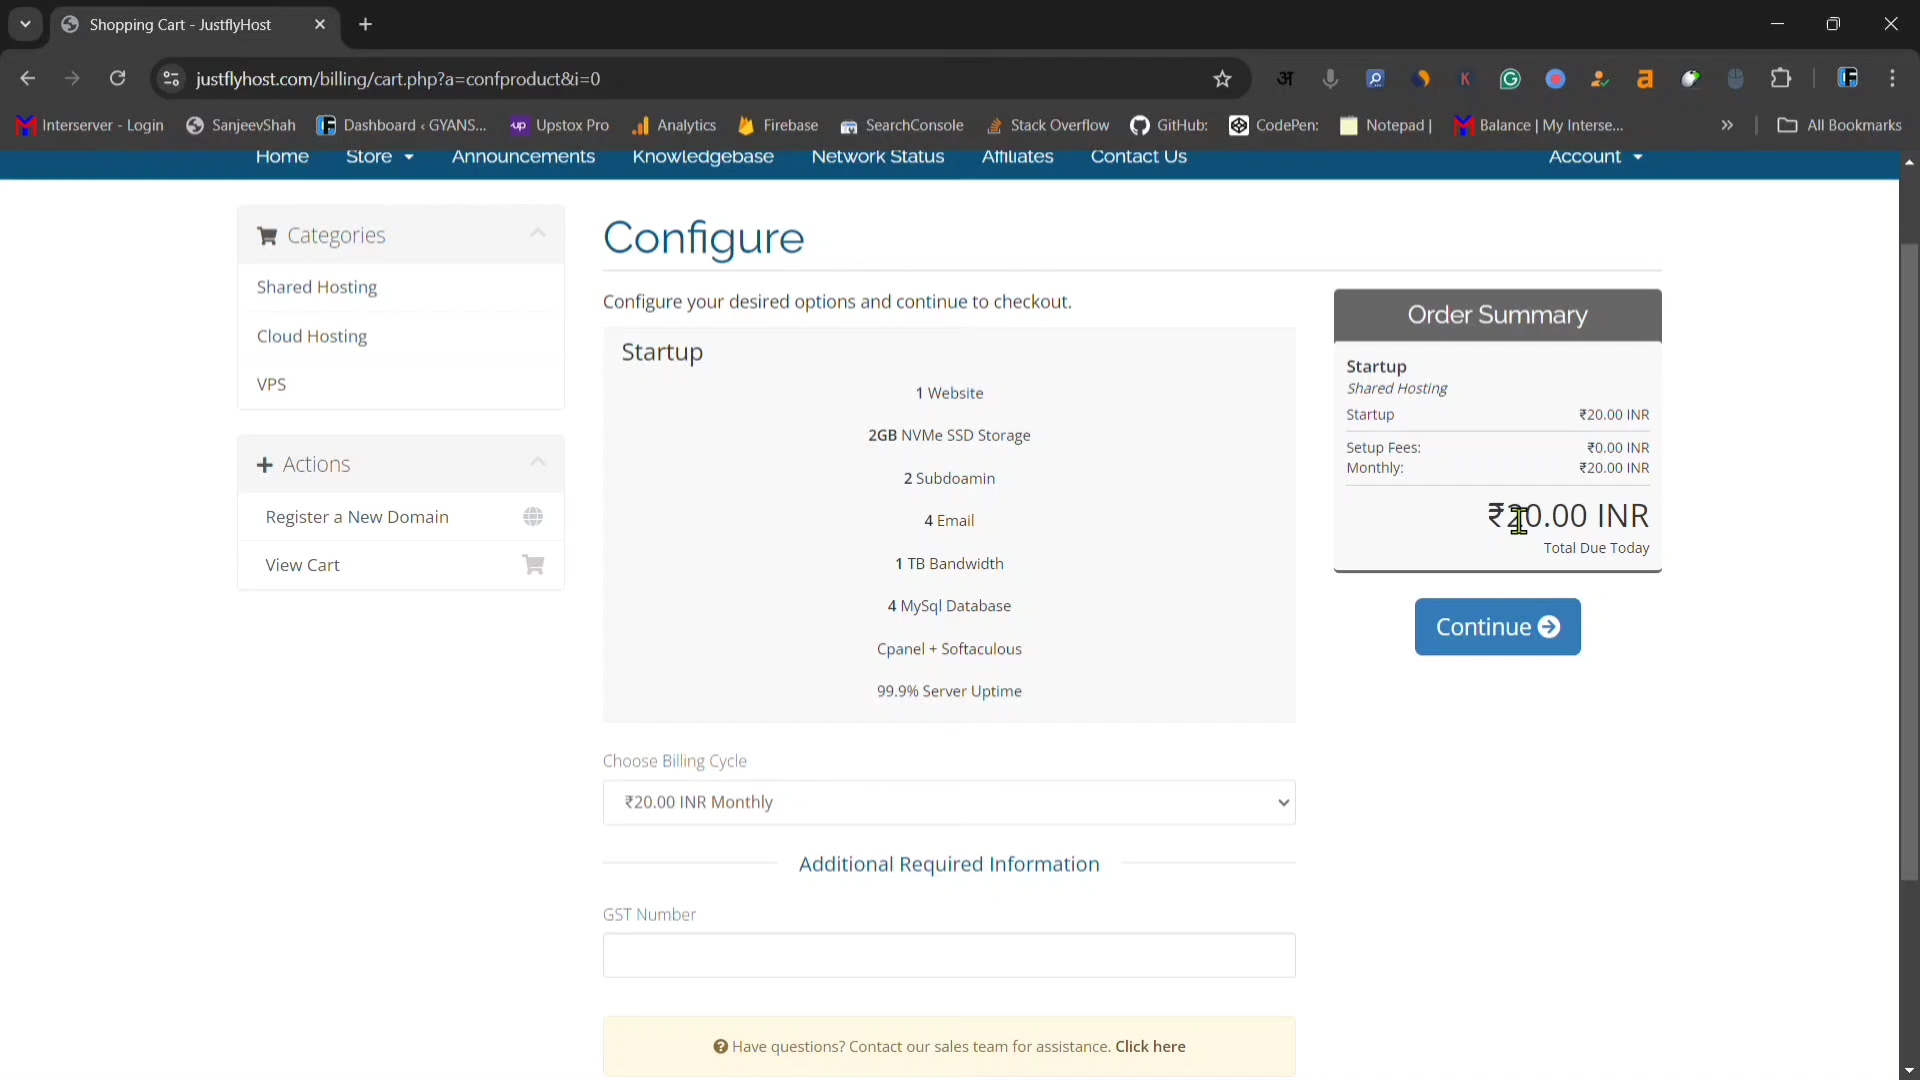 Shopping Cart - JustflyHost
justflyhost.com/billing/cart.php?a=confproduct&i=0
Interserver - Login
SanjeevShah
Dashboard ‹ GYANS...
up Upstox Pro
Analytics
Firebase
SearchConsole
Stack Overflow
GitHub:
CodePen:
Notepad |
Balance | My Interse...
»
All Bookmarks
Home
Store
Announcements
Knowledgebase
Network Status
Affiliates
Contact Us
Account
Categories
Shared Hosting
Cloud Hosting
VPS
Actions
Register a New Domain
View Cart
Configure
Configure your desired options and continue to checkout.
Startup
1 Website
2GB NVMe SSD Storage
2 Subdoamin
4 Email
1 TB Bandwidth
4 MySql Database
Cpanel + Softaculous
99.9% Server Uptime
Choose Billing Cycle
₹20.00 INR Monthly
Additional Required Information
GST Number
Have questions? Contact our sales team for assistance. Click here
Order Summary
Startup
Shared Hosting
Startup ₹20.00 INR
Setup Fees: ₹0.00 INR
Monthly: ₹20.00 INR
₹20.00 INR
Total Due Today
Continue